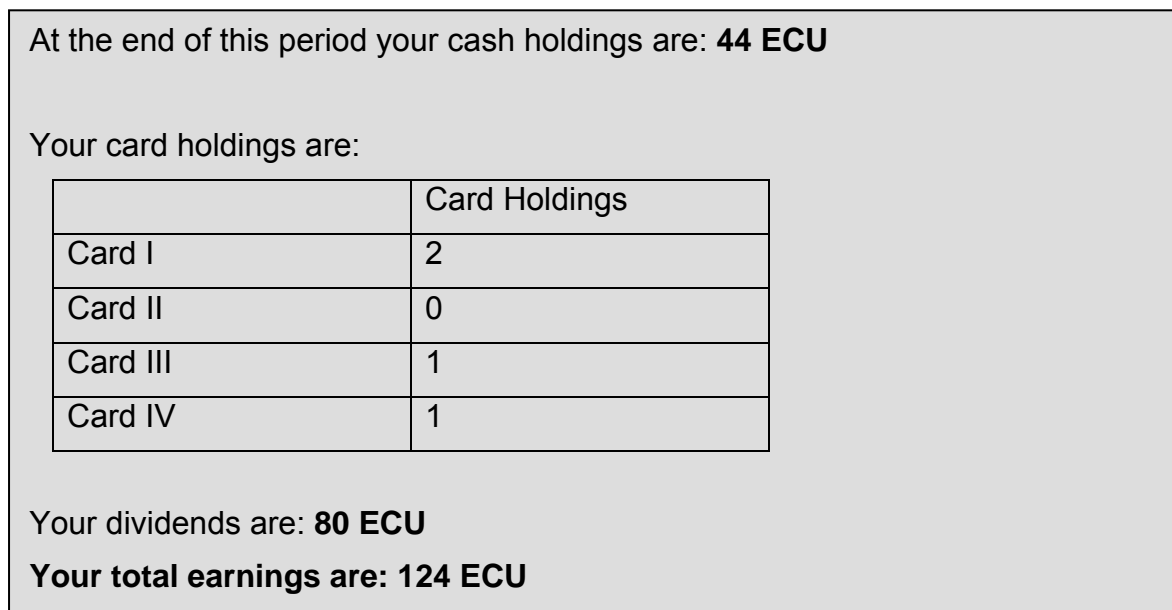 At the end of this period your cash holdings are: 44 ECU
Your card holdings are:
Card Holdings
Card I 2
Card II 0
Card III 1
Card IV 1
Your dividends are: 80 ECU
Your total earnings are: 124 ECU